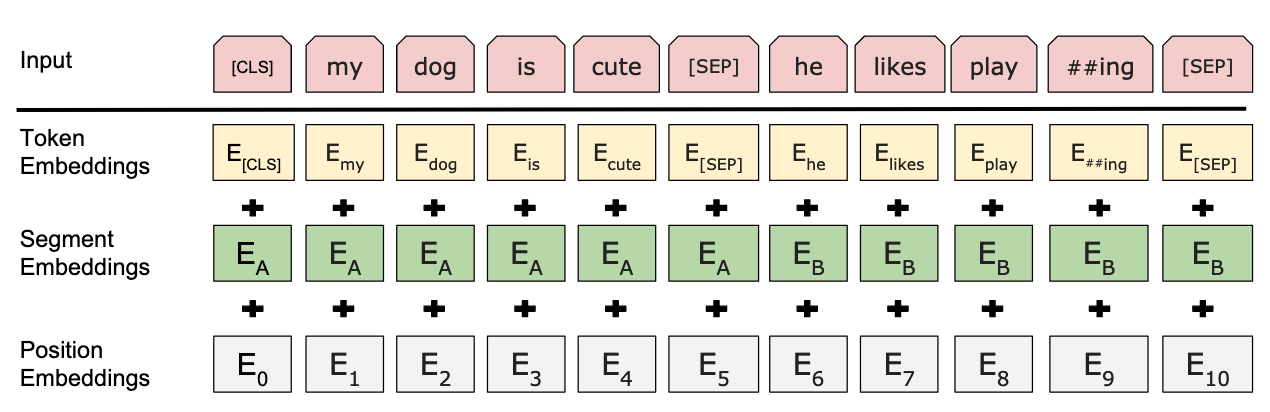 Input [CLS] my dog is cute [SEP] he likes play ##ing [SEP]
Token Embeddings E[CLS] Emy Edog Eis Ecute E[SEP] Ehe Elikes Eplay E##ing E[SEP]
+ + + + + + + + + + +
Segment Embeddings EA EA EA EA EA EA EB EB EB EB EB
+ + + + + + + + + + +
Position Embeddings E0 E1 E2 E3 E4 E5 E6 E7 E8 E9 E10